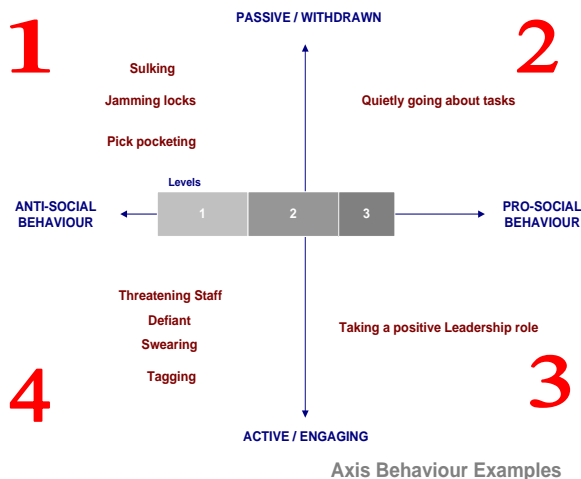 1
PASSIVE / WITHDRAWN
2
Sulking
Jamming locks
Quietly going about tasks
Pick pocketing
Levels
ANTI-SOCIAL
BEHAVIOUR
1
2
3
PRO-SOCIAL
BEHAVIOUR
Threatening Staff
Defiant
Swearing
Tagging
Taking a positive Leadership role
4
3
ACTIVE / ENGAGING
Axis Behaviour Examples